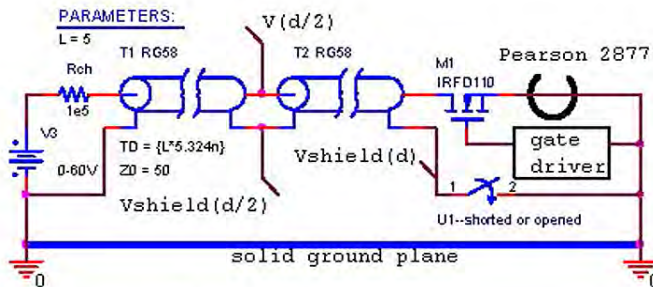 PARAMETERS:
L = 5
V(d/2)
T1 RG58
T2 RG58
M1
IRFD110
Pearson 2877
Rch
1e5
V3
0-60V
TD = {L*5.324n}
Z0 = 50
Vshield(d)
gate
driver
1
2
Vshield(d/2)
U1--shorted or opened
solid ground plane
0
0